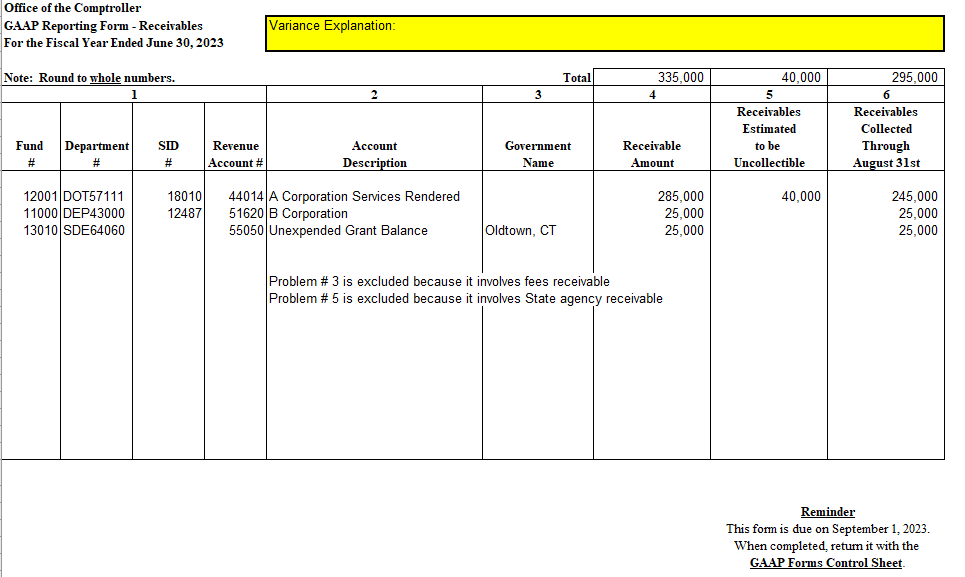 Office of the Comptroller
GAAP Reporting Form - Receivables
For the Fiscal Year Ended June 30, 2023
Variance Explanation:
Note: Round to whole numbers.
Total 335,000 40,000 295,000
1 2 3 4 5 6
Fund # Department # SID # Revenue Account # Account Description Government Name Receivable Amount Receivables Estimated to be Uncollectible Receivables Collected Through August 31st
12001 DOT57111 18010 44014 A Corporation Services Rendered 285,000 40,000 245,000
11000 DEP43000 12487 51620 B Corporation 25,000 25,000
13010 SDE64060 55050 Unexpended Grant Balance Oldtown, CT 25,000 25,000
Problem # 3 is excluded because it involves fees receivable
Problem # 5 is excluded because it involves State agency receivable
Reminder
This form is due on September 1, 2023.
When completed, return it with the
GAAP Forms Control Sheet.